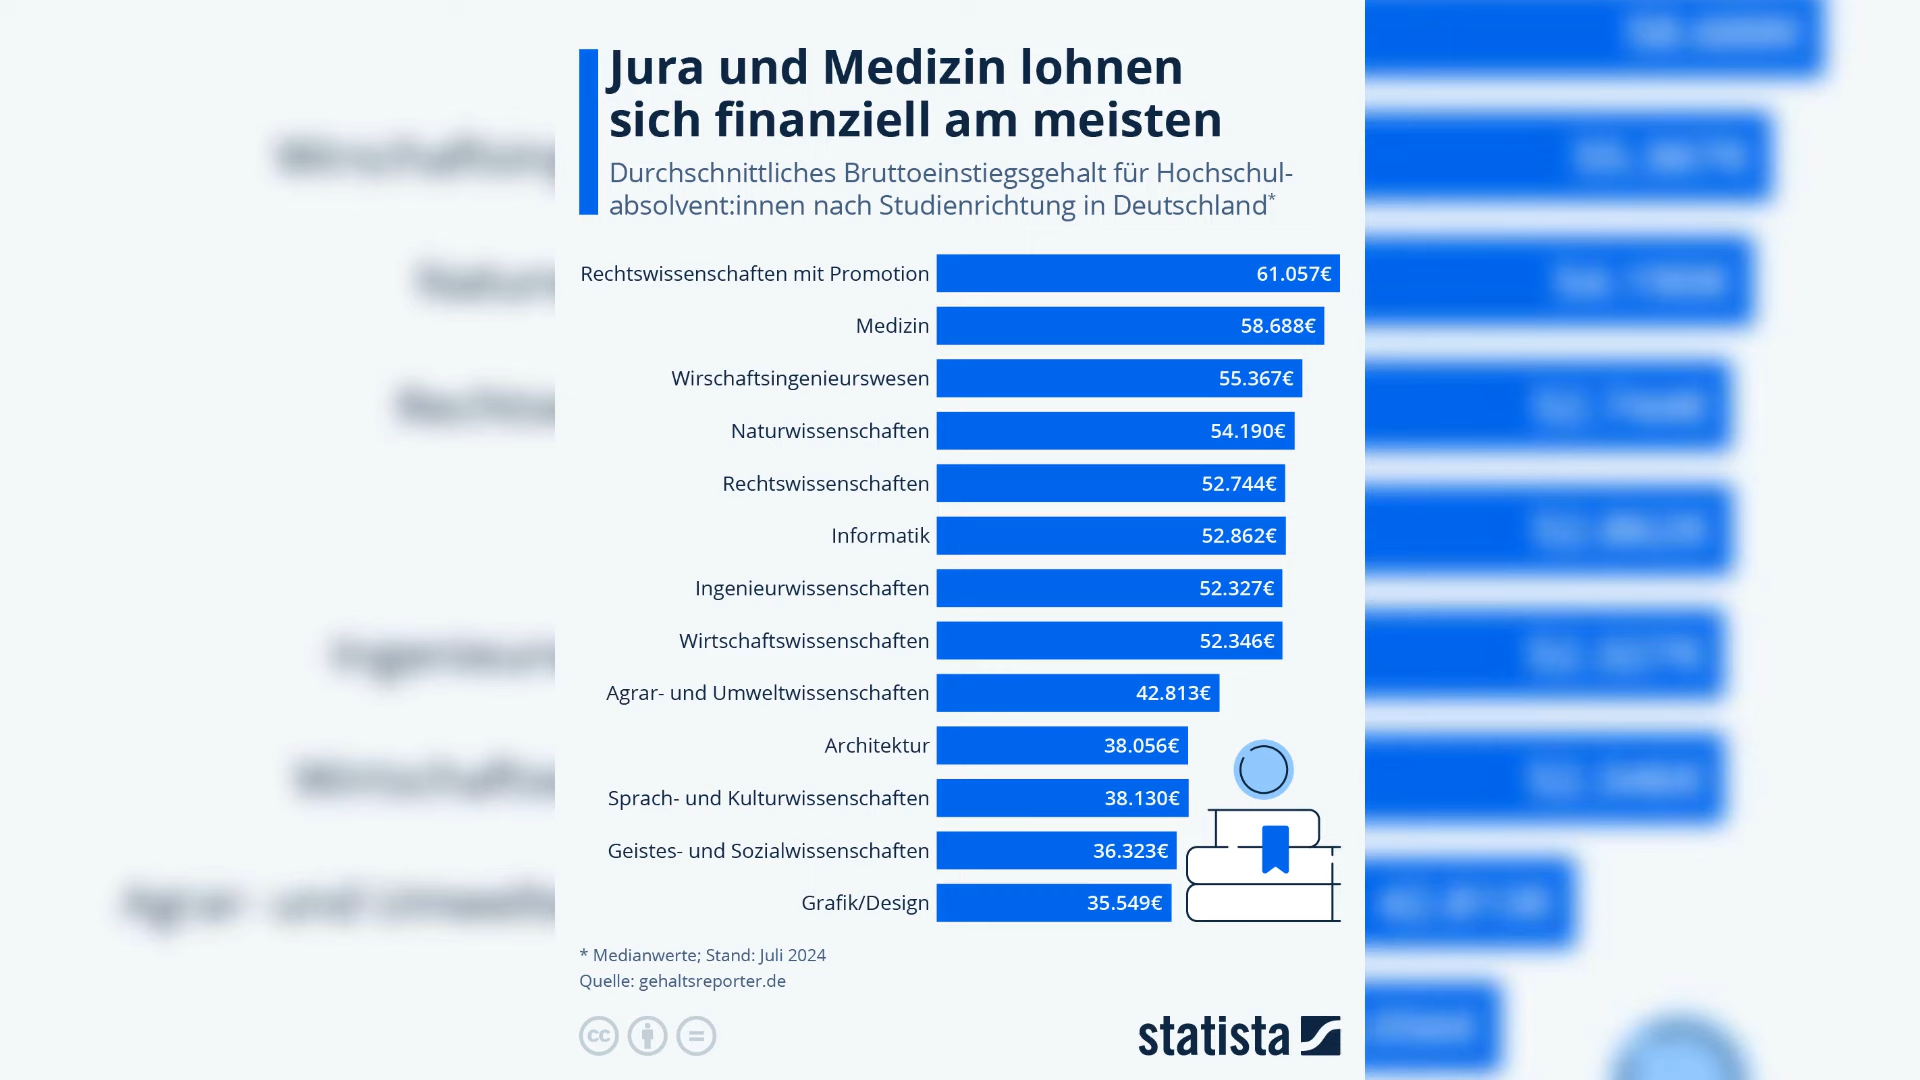 Jura und Medizin lohnen
sich finanziell am meisten
Durchschnittliches Bruttoeinstiegsgehalt für Hochschul-
absolvent:innen nach Studienrichtung in Deutschland*
Rechtswissenschaften mit Promotion 61.057€
Medizin 58.688€
Wirschaftsingenieurswesen 55.367€
Naturwissenschaften 54.190€
Rechtswissenschaften 52.744€
Informatik 52.862€
Ingenieurwissenschaften 52.327€
Wirtschaftswissenschaften 52.346€
Agrar- und Umweltwissenschaften 42.813€
Architektur 38.056€
Sprach- und Kulturwissenschaften 38.130€
Geistes- und Sozialwissenschaften 36.323€
Grafik/Design 35.549€
* Medianwerte; Stand: Juli 2024
Quelle: gehaltsreporter.de
cc
statista